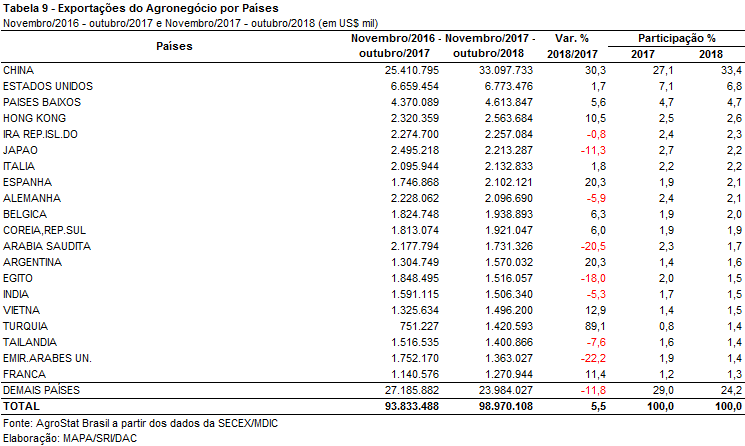 Tabela 9 - Exportações do Agronegócio por Países
Novembro/2016 - outubro/2017 e Novembro/2017 - outubro/2018 (em US$ mil)
Países Novembro/2016 - outubro/2017 Novembro/2017 - outubro/2018 Var. % 2018/2017 Participação % 2017 2018
CHINA 25.410.795 33.097.733 30,3 27,1 33,4
ESTADOS UNIDOS 6.659.454 6.773.476 1,7 7,1 6,8
PAISES BAIXOS 4.370.089 4.613.847 5,6 4,7 4,7
HONG KONG 2.320.359 2.563.684 10,5 2,5 2,6
IRA REP.ISL.DO 2.274.700 2.257.084 -0,8 2,4 2,3
JAPAO 2.495.218 2.213.287 -11,3 2,7 2,2
ITALIA 2.095.944 2.132.833 1,8 2,2 2,2
ESPANHA 1.746.868 2.102.121 20,3 1,9 2,1
ALEMANHA 2.228.062 2.096.690 -5,9 2,4 2,1
BELGICA 1.824.748 1.938.893 6,3 1,9 2,0
COREIA,REP.SUL 1.813.074 1.921.047 6,0 1,9 1,9
ARABIA SAUDITA 2.177.794 1.731.326 -20,5 2,3 1,7
ARGENTINA 1.304.749 1.570.032 20,3 1,4 1,6
EGITO 1.848.495 1.516.057 -18,0 2,0 1,5
INDIA 1.591.115 1.506.340 -5,3 1,7 1,5
VIETNA 1.325.634 1.496.200 12,9 1,4 1,5
TURQUIA 751.227 1.420.593 89,1 0,8 1,4
TAILANDIA 1.516.535 1.400.866 -7,6 1,6 1,4
EMIR.ARABES UN. 1.752.170 1.363.027 -22,2 1,9 1,4
FRANCA 1.140.576 1.270.944 11,4 1,2 1,3
DEMAIS PAÍSES 27.185.882 23.984.027 -11,8 29,0 24,2
TOTAL 93.833.488 98.970.108 5,5 100,0 100,0
Fonte: AgroStat Brasil a partir dos dados da SECEX/MDIC
Elaboração: MAPA/SRI/DAC